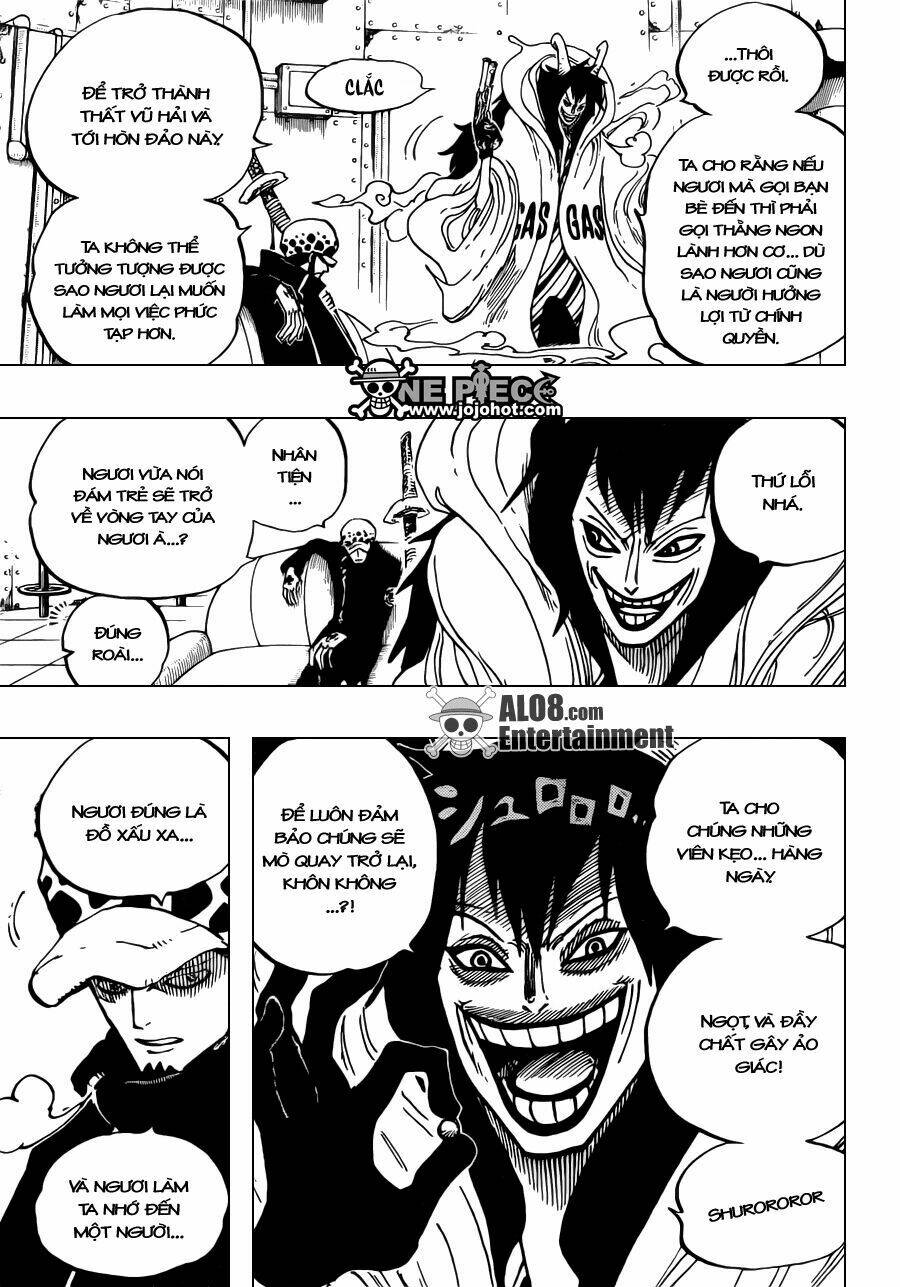 ...THÔI
ĐƯỢC RỒI.
TA CHO RẰNG NẾU
NGƯƠI MÀ GỌI BẠN
BÈ ĐẾN THÌ PHẢI
GỌI THẰNG NGON
LÀNH HƠN CƠ... DÙ
SAO NGƯƠI CŨNG
LÀ NGƯỜI HƯỞNG
LỢI TỪ CHÍNH
QUYỀN.
CLẮC
GAS GAS
ĐỂ TRỞ THÀNH
THẤT VŨ HẢI VÀ
TỚI HÒN ĐẢO NÀY.
TA KHÔNG THỂ
TƯỞNG TƯỢNG ĐƯỢC
SAO NGƯƠI LẠI MUỐN
LÀM MỌI VIỆC PHỨC
TẠP HƠN.
ONE PIECE
www.jojohot.com
THỨ LỖI
NHÁ.
NHÂN
TIỆN
...
NGƯƠI VỪA NÓI
ĐÁM TRẺ SẼ TRỞ
VỀ VÒNG TAY CỦA
NGƯƠI À...?
ĐÚNG
ROÀI...
ALO8.com
Entertainment
シュロロロ...
TA CHO
CHÚNG NHỮNG
VIÊN KẸO... HÀNG
NGÀY.
NGỌT, VÀ ĐẦY
CHẤT GÂY ẢO
GIÁC!
SHUROROROR
ĐỂ LUÔN ĐẢM
BẢO CHÚNG SẼ
MÒ QUAY TRỞ LẠI,
KHÔN KHÔNG
...?!
NGƯƠI ĐÚNG LÀ
ĐỒ XẤU XA...
VÀ NGƯƠI LÀM
TA NHỚ ĐẾN
MỘT NGƯỜI...